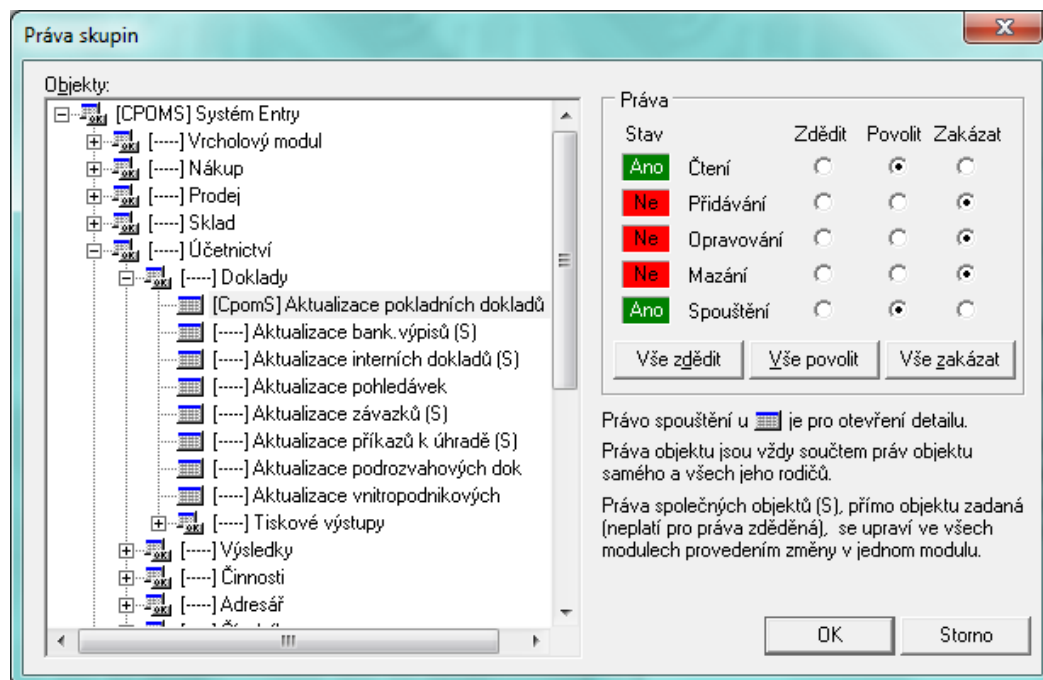 Práva skupin
Objekty:
[CPOMS] Systém Entry
[-----] Vrcholový modul
[-----] Nákup
[-----] Prodej
[-----] Sklad
[-----] Účetnictví
[-----] Doklady
[CpomS] Aktualizace pokladních dokladů
[-----] Aktualizace bank.výpisů (S)
[-----] Aktualizace interních dokladů (S)
[-----] Aktualizace pohledávek
[-----] Aktualizace závazků (S)
[-----] Aktualizace příkazů k úhradě (S)
[-----] Aktualizace podrozvahových dok
[-----] Aktualizace vnitropodnikových
[-----] Tiskové výstupy
[-----] Výsledky
[-----] Činnosti
[-----] Adresář
Práva
Stav Zdědit Povolit Zakázat
Ano Čtení
Ne Přidávání
Ne Opravování
Ne Mazání
Ano Spouštění
Vše zdědit Vše povolit Vše zakázat
Právo spouštění u je pro otevření detailu.
Práva objektu jsou vždy součtem práv objektu
samého a všech jeho rodičů.
Práva společných objektů (S), přímo objektu zadaná
(neplatí pro práva zděděná), se upraví ve všech
modulech provedením změny v jednom modulu.
OK Storno